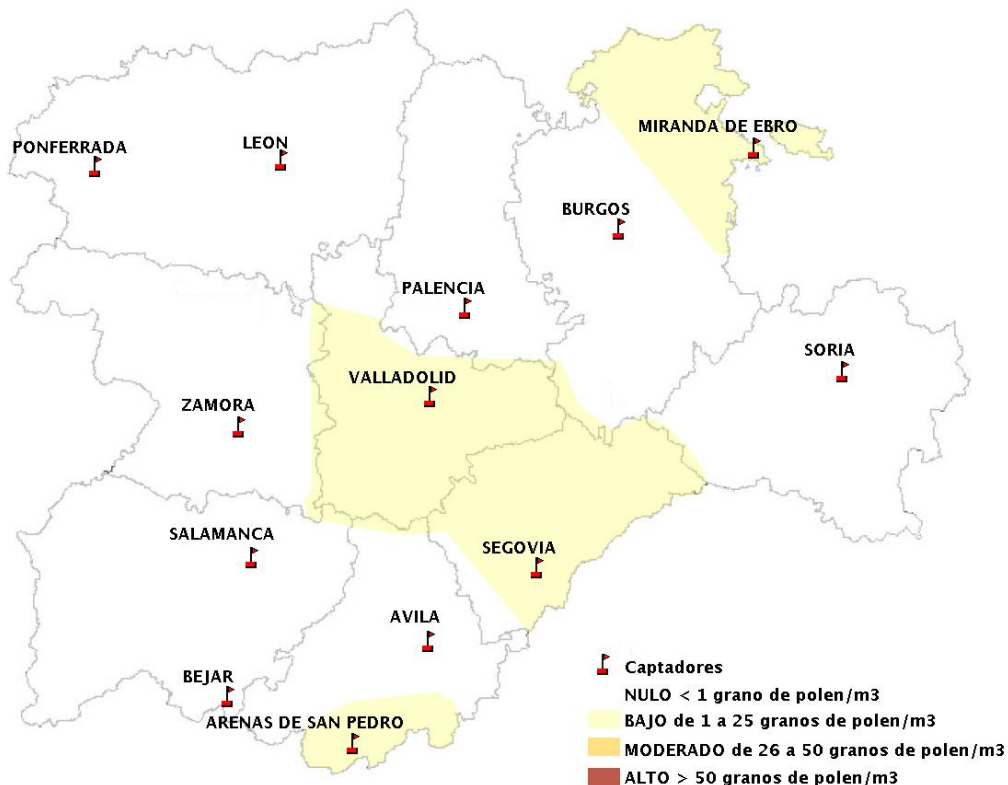 MIRANDA DE EBRO
PONFERRADA
LEON
BURGOS
PALENCIA
SORIA
VALLADOLID
ZAMORA
SALAMANCA
SEGOVIA
AVILA
BEJAR
ARENAS DE SAN PEDRO
Captadores
NULO < 1 grano de polen/m3
BAJO de 1 a 25 granos de polen/m3
MODERADO de 26 a 50 granos de polen/m3
ALTO > 50 granos de polen/m3